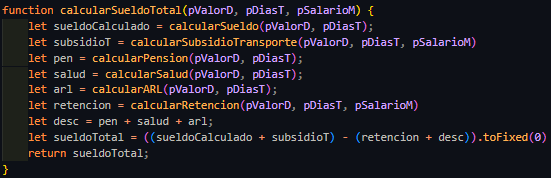 function calcularSueldoTotal(pValorD, pDiasT, pSalarioM) {
    let sueldoCalculado = calcularSueldo(pValorD, pDiasT);
    let subsidioT = calcularSubsidioTransporte(pValorD, pDiasT, pSalarioM)
    let pen = calcularPension(pValorD, pDiasT);
    let salud = calcularSalud(pValorD, pDiasT);
    let arl = calcularARL(pValorD, pDiasT);
    let retencion = calcularRetencion(pValorD, pDiasT, pSalarioM)
    let desc = pen + salud + arl;
    let sueldoTotal = ((sueldoCalculado + subsidioT) - (retencion + desc)).toFixed(0)
    return sueldoTotal;
}